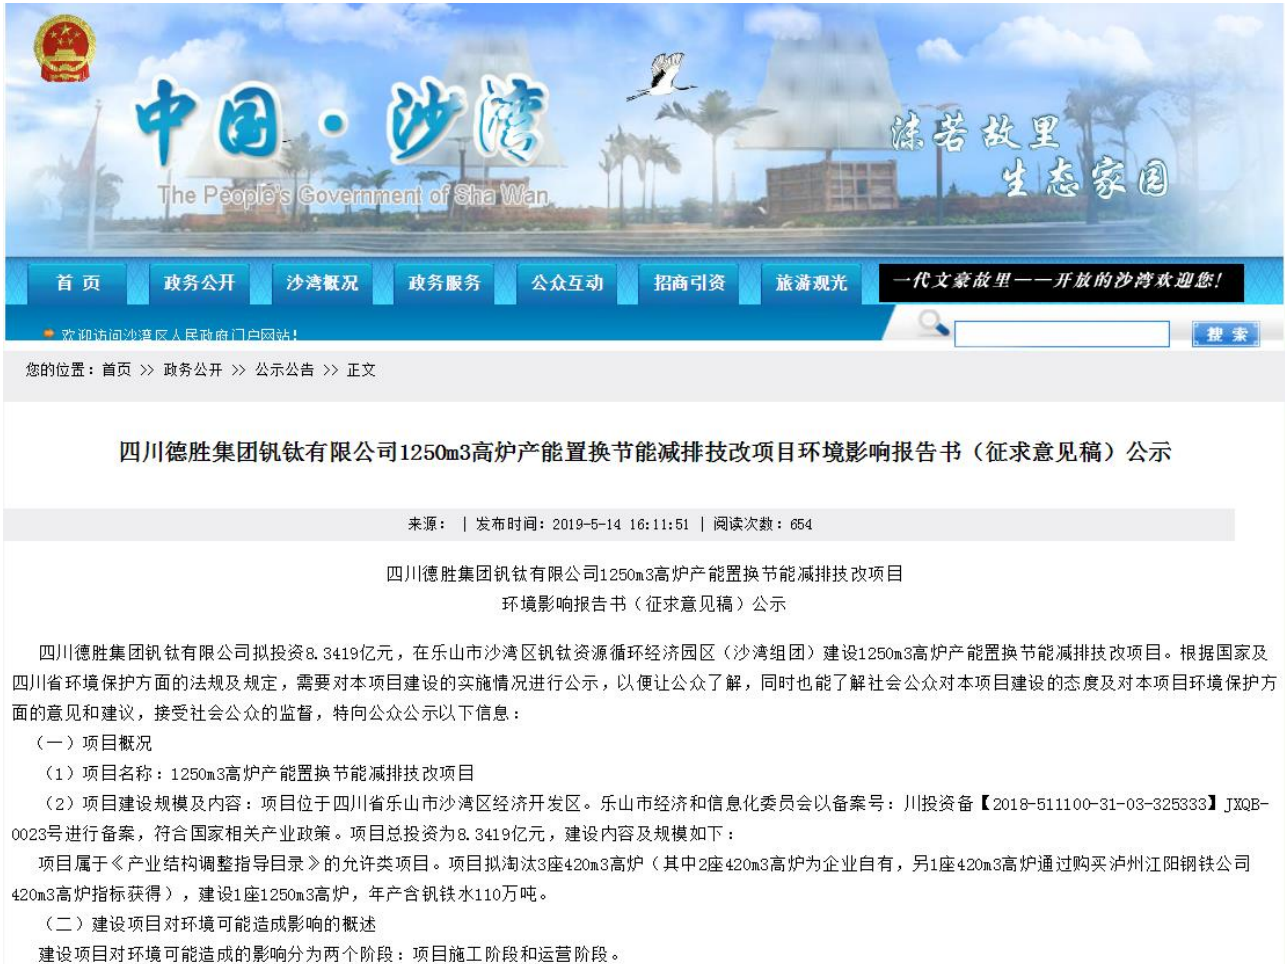 中国·沙湾
The People's Government of Sha Wan
沫若故里
生态家园
首 页 政务公开 沙湾概况 政务服务 公众互动 招商引资 旅游观光 一代文豪故里——开放的沙湾欢迎您!
欢迎访问沙湾区人民政府门户网站! 搜 索
您的位置：首页 >> 政务公开 >> 公示公告 >> 正文
四川德胜集团钒钛有限公司1250m3高炉产能置换节能减排技改项目环境影响报告书（征求意见稿）公示
来源： | 发布时间：2019-5-14 16:11:51 | 阅读次数：654
四川德胜集团钒钛有限公司1250m3高炉产能置换节能减排技改项目
环境影响报告书（征求意见稿）公示
四川德胜集团钒钛有限公司拟投资8.3419亿元，在乐山市沙湾区钒钛资源循环经济园区（沙湾组团）建设1250m3高炉产能置换节能减排技改项目。根据国家及
四川省环境保护方面的法规及规定，需要对本项目建设的实施情况进行公示，以便让公众了解，同时也能了解社会公众对本项目建设的态度及对本项目环境保护方
面的意见和建议，接受社会公众的监督，特向公众公示以下信息：
（一）项目概况
（1）项目名称：1250m3高炉产能置换节能减排技改项目
（2）项目建设规模及内容：项目位于四川省乐山市沙湾区经济开发区。乐山市经济和信息化委员会以备案号：川投资备【2018-511100-31-03-325333】JXQB-
0023号进行备案，符合国家相关产业政策。项目总投资为8.3419亿元，建设内容及规模如下：
项目属于《产业结构调整指导目录》的允许类项目。项目拟淘汰3座420m3高炉（其中2座420m3高炉为企业自有，另1座420m3高炉通过购买泸州江阳钢铁公司
420m3高炉指标获得），建设1座1250m3高炉，年产含钒铁水110万吨。
（二）建设项目对环境可能造成影响的概述
建设项目对环境可能造成的影响分为两个阶段：项目施工阶段和运营阶段。